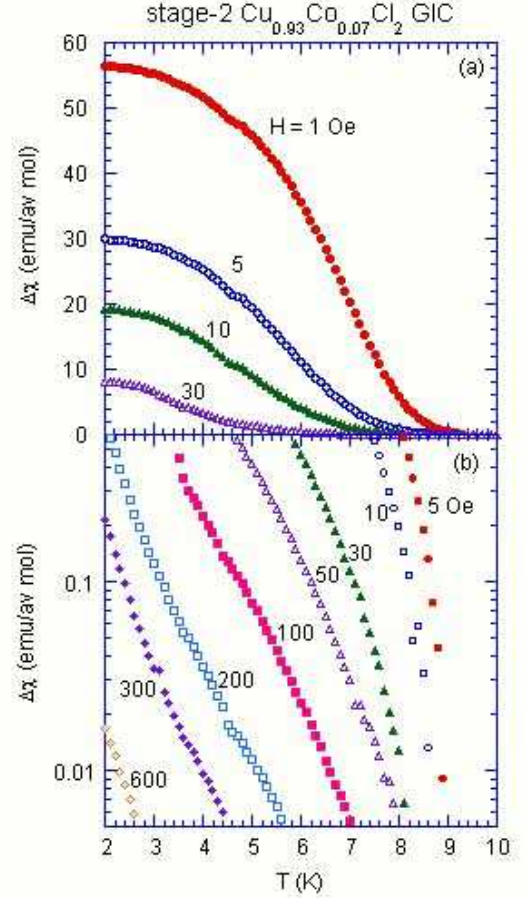 stage-2 Cu0.93Co0.07Cl2 GIC
60
(a)
50
H = 1 Oe
40
Δχ (emu/av mol)
30
5
20
10
10
30
0
(b)
10
5 Oe
30
0.1
50
100
Δχ (emu/av mol)
200
300
0.01
600
2 3 4 5 6 7 8 9 10
T (K)